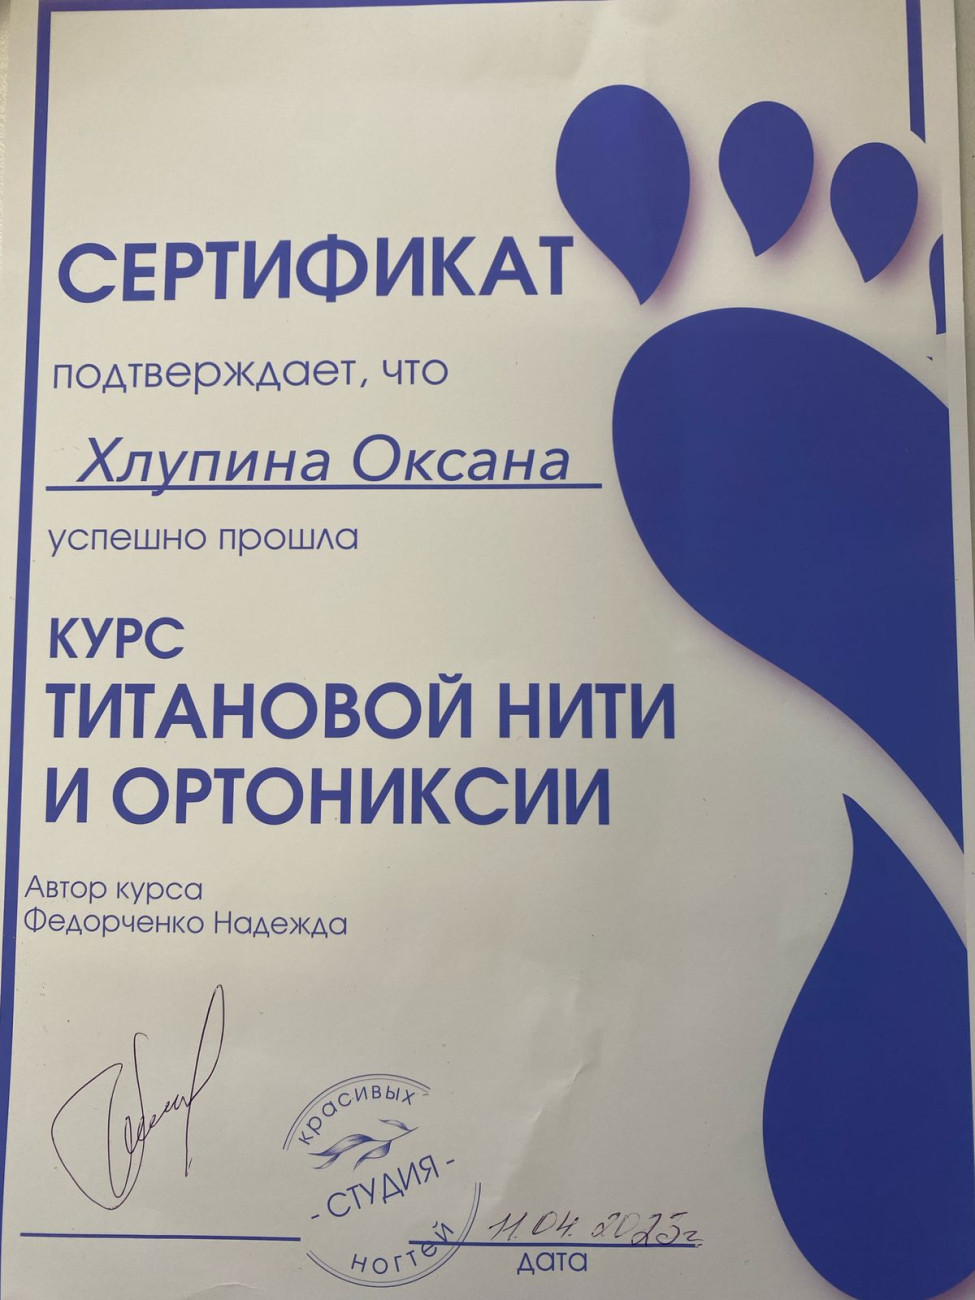 СЕРТИФИКАТ
подтверждает, что
Хлупина Оксана
успешно прошла
КУРС
ТИТАНОВОЙ НИТИ
И ОРТОНИКСИИ
Автор курса
Федорченко Надежда
красивых
- СТУДИЯ -
ногтей
11.04.2023г.
дата